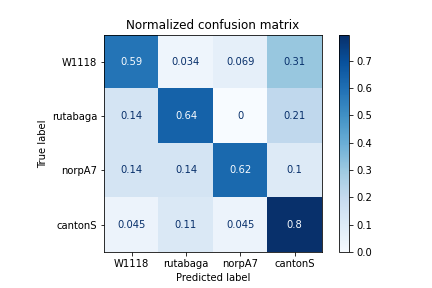 Normalized confusion matrix
True label
W1118 0.59 0.034 0.069 0.31
rutabaga 0.14 0.64 0 0.21
norpA7 0.14 0.14 0.62 0.1
cantonS 0.045 0.11 0.045 0.8
W1118 rutabaga norpA7 cantonS
Predicted label
0.7
0.6
0.5
0.4
0.3
0.2
0.1
0.0